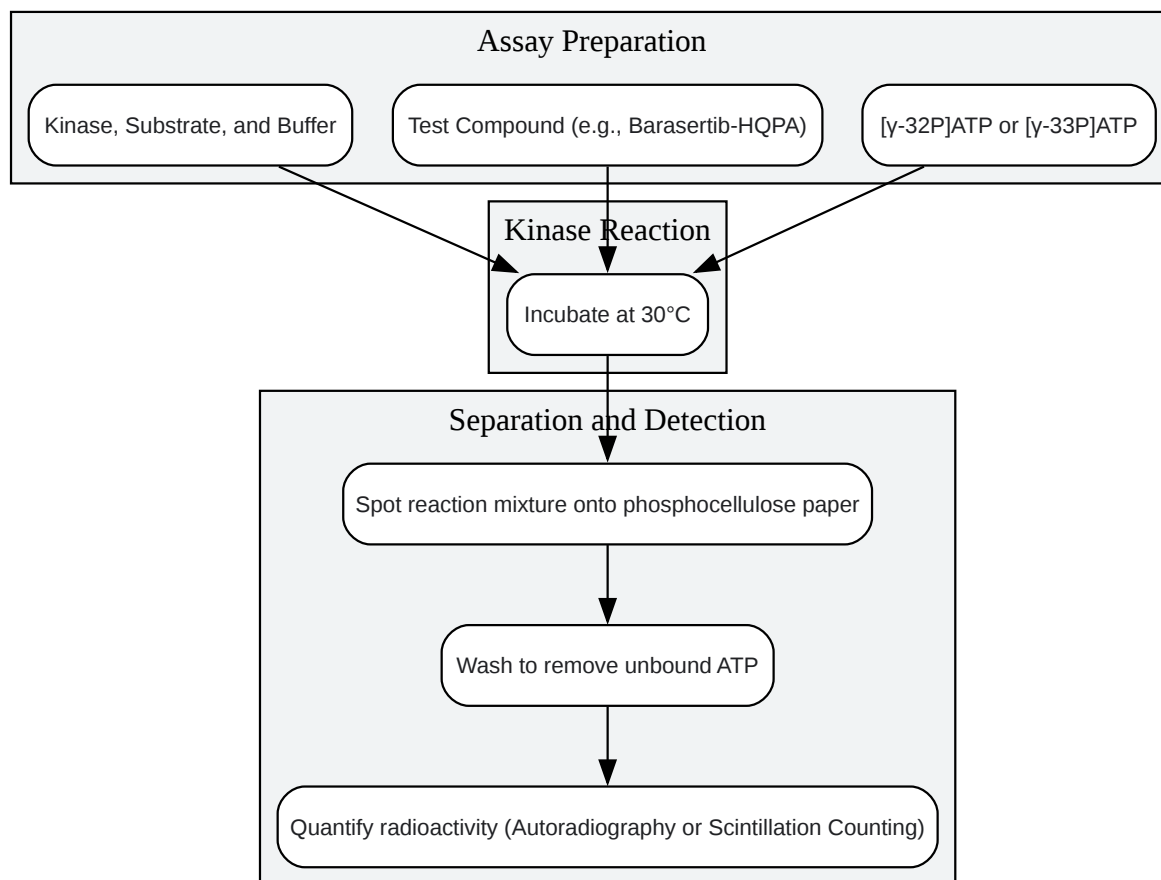 Assay Preparation
Kinase, Substrate, and Buffer
Test Compound (e.g., Barasertib-HQPA)
[γ-32P]ATP or [γ-33P]ATP
Kinase Reaction
Incubate at 30°C
Separation and Detection
Spot reaction mixture onto phosphocellulose paper
Wash to remove unbound ATP
Quantify radioactivity (Autoradiography or Scintillation Counting)